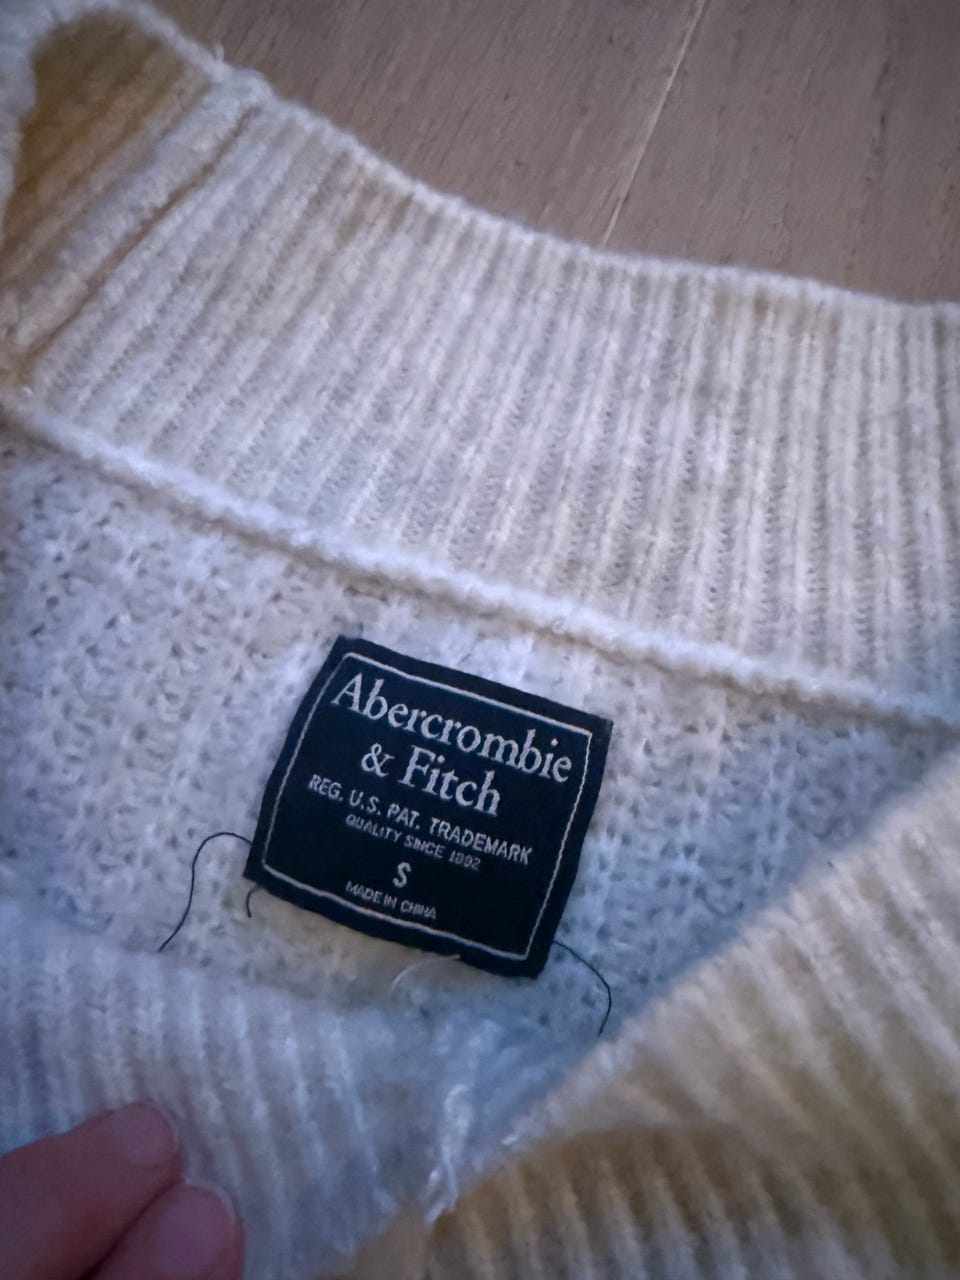 Abercrombie
& Fitch
REG. U.S. PAT. TRADEMARK
QUALITY SINCE 1892
S
MADE IN CHINA